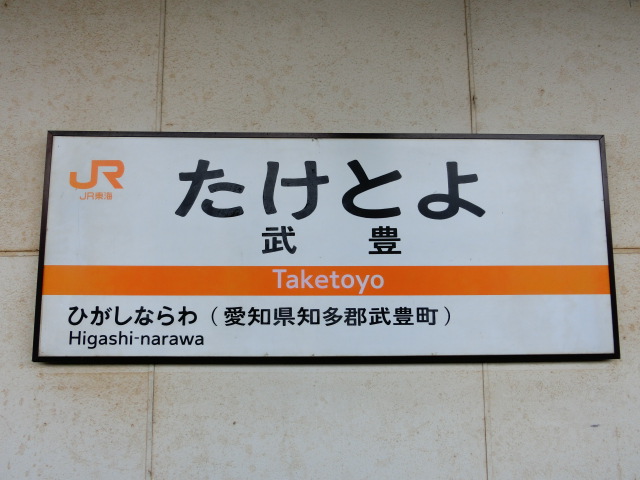 JR
JR東海
たけとよ
武豊
Taketoyo
ひがしならわ（愛知県知多郡武豊町）
Higashi-narawa